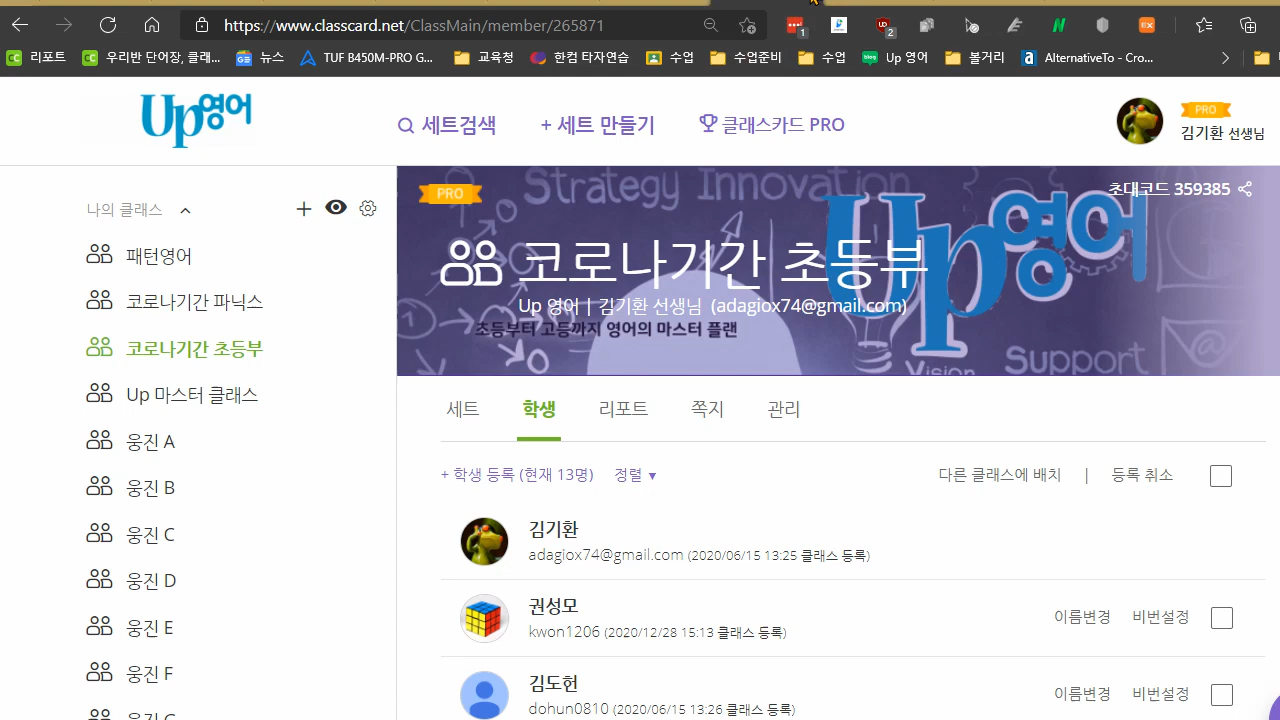 https://www.classcard.net/ClassMain/member/265871
1
2
EX
CC 리포트
CC 우리반 단어장, 클래...
뉴스
TUF B450M-PRO G...
교육청
한컴 타자연습
수업
수업준비
수업
blog Up 영어
볼거리
a AlternativeTo - Cro...
Up영어
세트검색
+ 세트 만들기
클래스카드 PRO
PRO
김기환 선생님
나의 클래스
패턴영어
코로나기간 파닉스
코로나기간 초등부
Up 마스터 클래스
웅진 A
웅진 B
웅진 C
웅진 D
웅진 E
웅진 F
PRO
Strategy Innovation
초대코드 359385
Up영어
코로나기간 초등부
Up 영어 | 김기환 선생님 (adagiox74@gmail.com)
초등부터 고등까지 영어의 마스터 플랜
Vision
Support
세트
학생
리포트
쪽지
관리
+ 학생 등록 (현재 13명)
정렬 ▼
다른 클래스에 배치 | 등록 취소
김기환
adagiox74@gmail.com (2020/06/15 13:25 클래스 등록)
권성모
kwon1206 (2020/12/28 15:13 클래스 등록)
이름변경 비번설정
김도헌
dohun0810 (2020/06/15 13:26 클래스 등록)
이름변경 비번설정